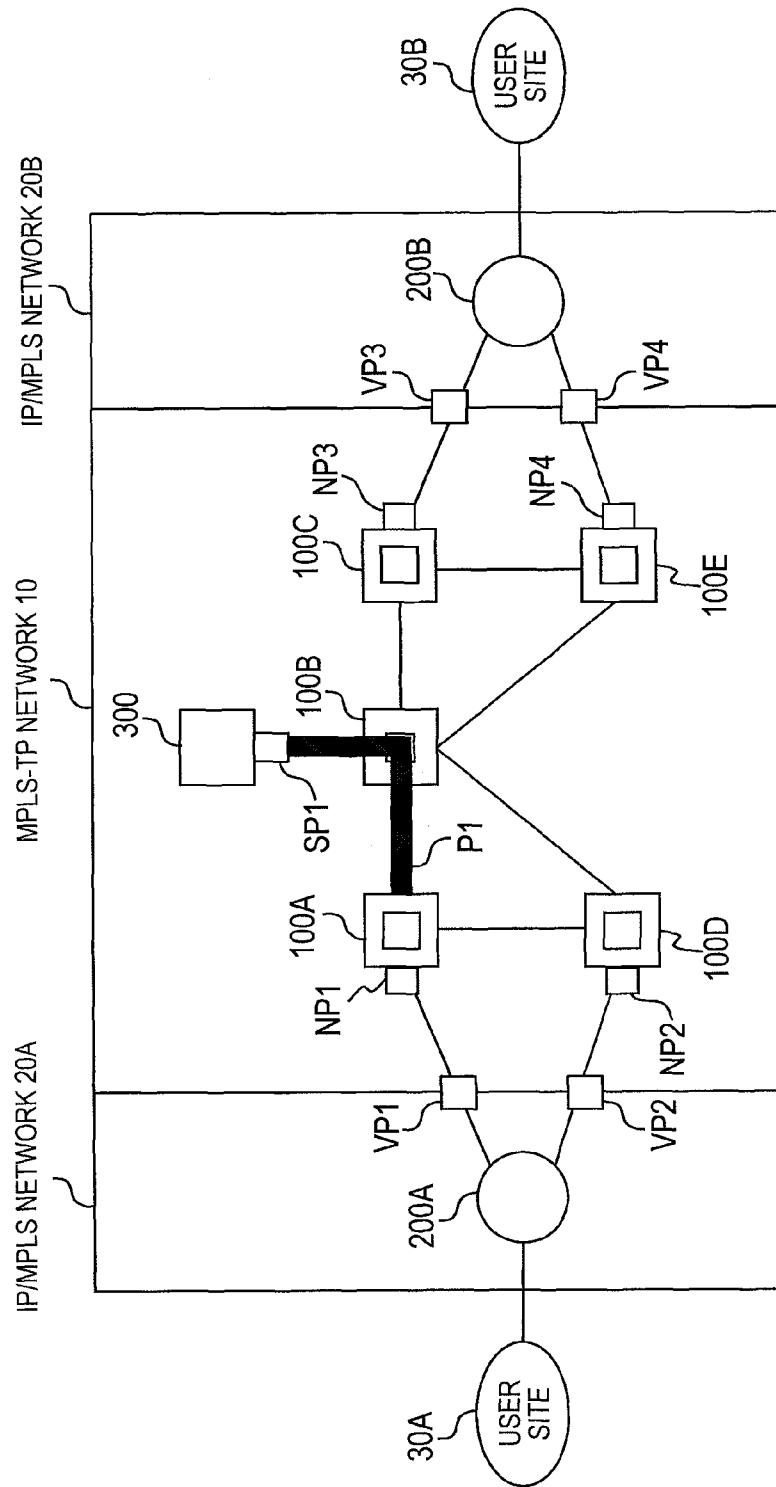 IP/MPLS NETWORK 20A
MPLS-TP NETWORK 10
IP/MPLS NETWORK 20B
300
SP1
100A
100B
100C
NP1
P1
NP3
VP1
VP3
30A
USER
SITE
200A
200B
30B
USER
SITE
VP2
VP4
NP2
NP4
100D
100E